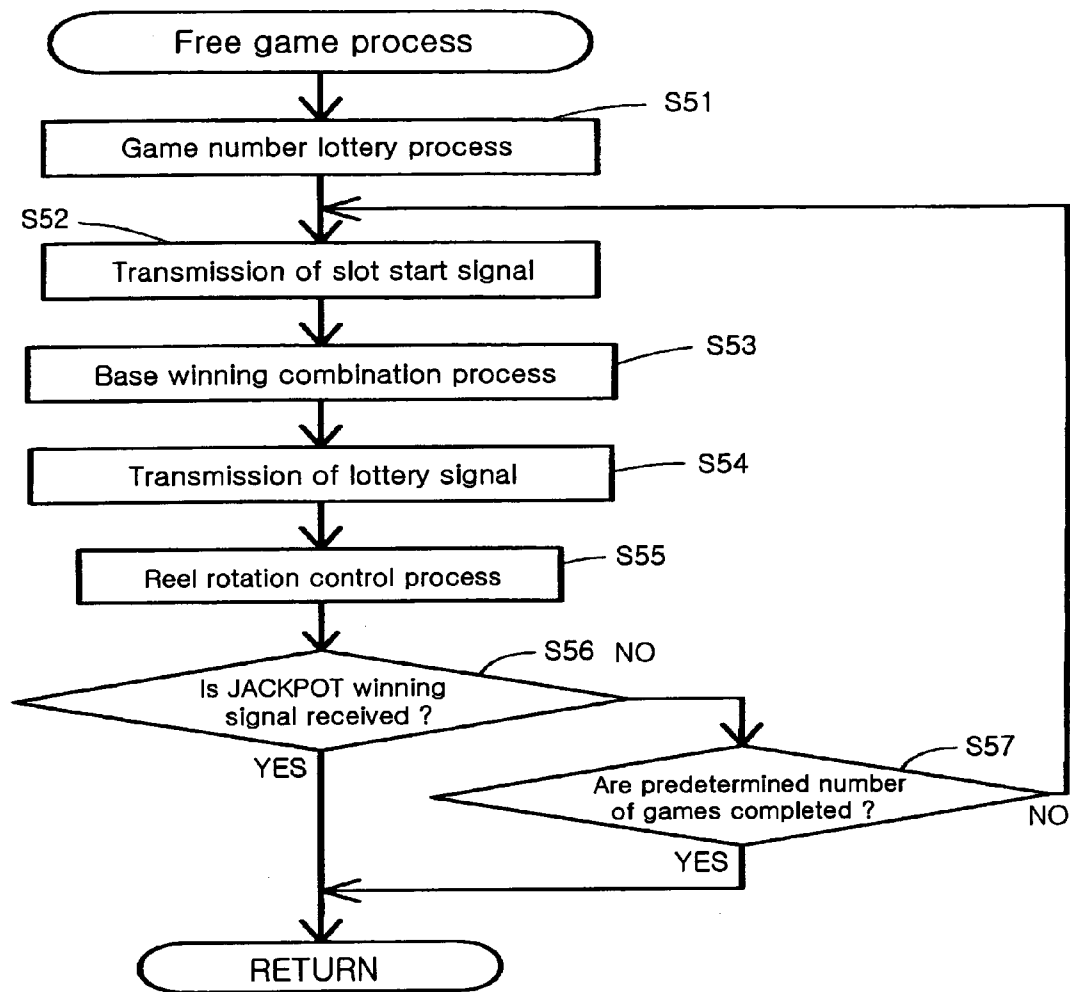 Free game process
S51
Game number lottery process
S52
Transmission of slot start signal
S53
Base winning combination process
Transmission of lottery signal
S54
S55
Reel rotation control process
S56 NO
Is JACKPOT winning
signal received ?
YES
S57
Are predetermined number
of games completed ?
NO
YES
RETURN